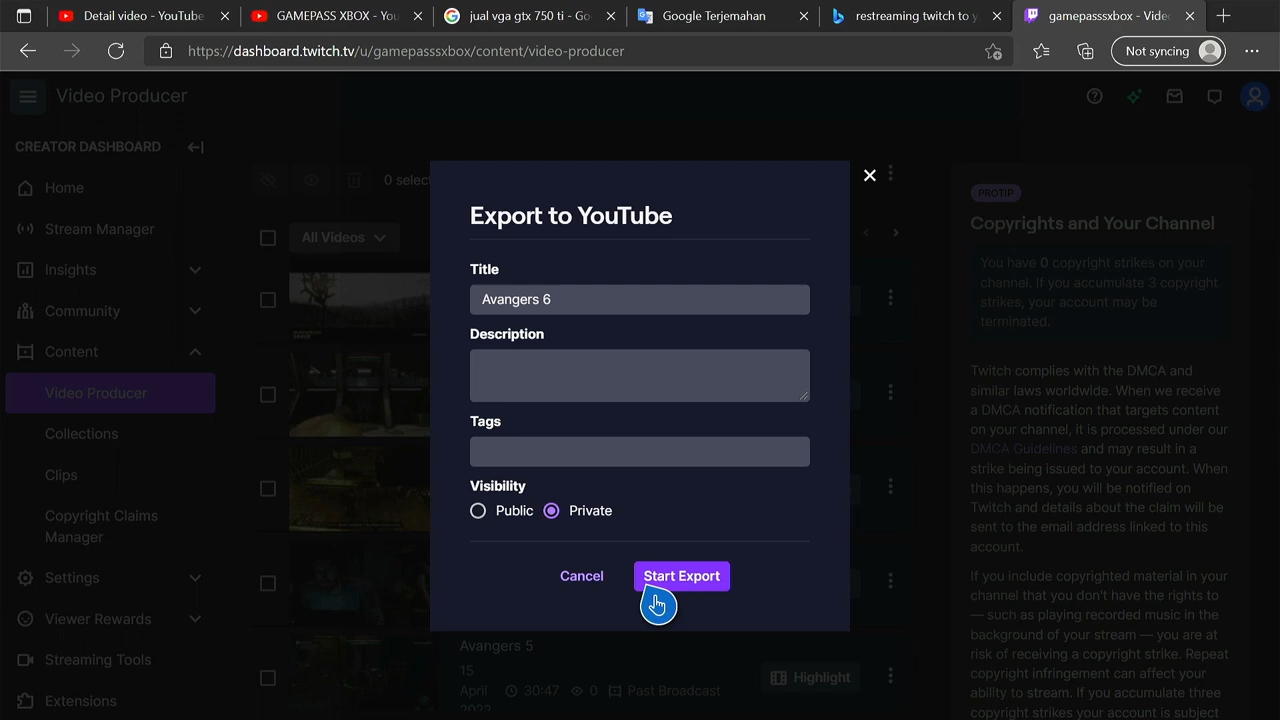 Detail video - YouTube
GAMEPASS XBOX - You
jual vga gtx 750 ti - Go
Google Terjemahan
restreaming twitch to y
gamepasssxbox - Video
https://dashboard.twitch.tv/u/gamepasssxbox/content/video-producer
Not syncing
Video Producer
CREATOR DASHBOARD
Home
Stream Manager
Insights
Community
Content
Video Producer
Collections
Clips
Copyright Claims
Manager
Settings
Viewer Rewards
Streaming Tools
Extensions
0 select
All Videos
Export to YouTube
Title
Avangers 6
Description
Tags
Visibility
Public
Private
Cancel
Start Export
Avangers 5
15
April
2022
30:47
0
Past Broadcast
Highlight
PROTIP
Copyrights and Your Channel
You have 0 copyright strikes on your
channel. If you accumulate 3 copyright
strikes, your account may be
terminated.
Twitch complies with the DMCA and
similar laws worldwide. When we receive
a DMCA notification that targets content
on your channel, it is processed under our
DMCA Guidelines and may result in a
strike being issued to your account. When
this happens, you will be notified on
Twitch and details about the claim will be
sent to the email address linked to this
account.
If you include copyrighted material in your
channel that you don't have the rights to
— such as playing recorded music in the
background of your stream — you are at
risk of receiving a copyright strike. Repeat
copyright infringement can affect your
ability to stream. If you accumulate three
copyright strikes your account is subject